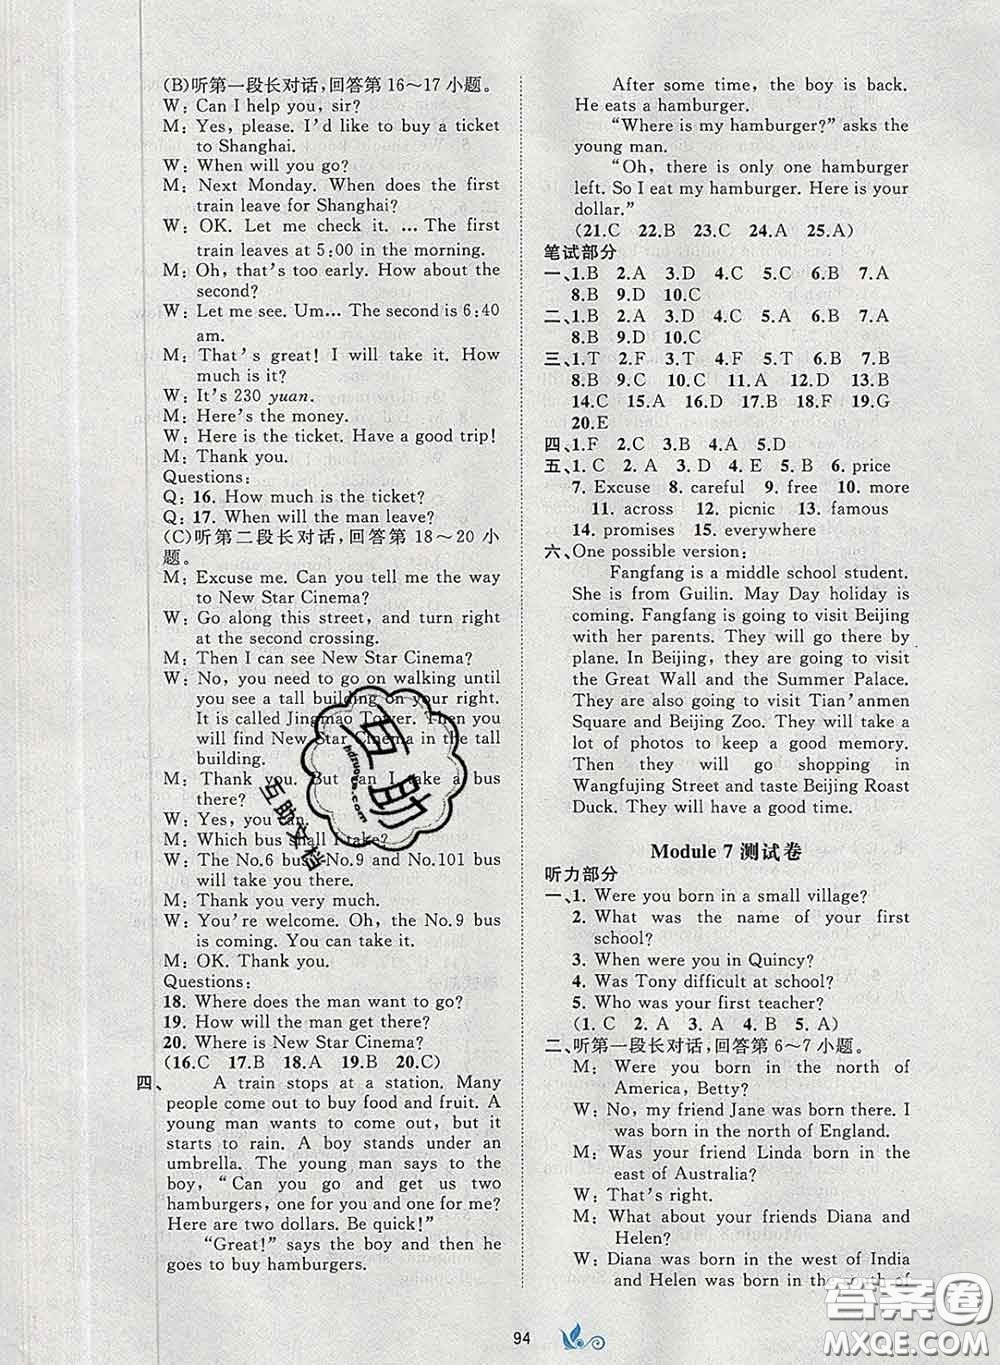 (B)听第一段长对话,回答第16～17小题。
W: Can I help you, sir?
M: Yes, please. I'd like to buy a ticket
to Shanghai.
W: When will you go?
M: Next Monday. When does the first
train leave for Shanghai?
W: OK. Let me check it. …The first
train leaves at 5:00 in the morning.
M: Oh, that's too early. How about the
second?
W: Let me see. Um… The second is 6:40
am.
M: That's great! I will take it. How
much is it?
W: It's 230 yuan.
M: Here's the money.
W: Here is the ticket. Have a good trip!
M: Thank you.
Questions:
Q: 16. How much is the ticket?
Q: 17. When will the man leave?
(C)听第二段长对话,回答第18～20小
题。
M: Excuse me. Can you tell me the way
to New Star Cinema?
W: Go along this street, and turn right
at the second crossing.
M: Then I can see New Star Cinema?
W: No, you need to go on walking until
you see a tall building on your right.
It is called Jingmao Tower. Then you
will find New Star Cinema in the tall
building.
M: Thank you. But can I take a bus
there?
W: Yes, you can.
M: Which bus shall I take?
W: The No.6 bus, No.9 and No.101 bus
will take you there.
M: Thank you very much.
W: You're welcome. Oh, the No.9 bus
is coming. You can take it.
M: OK. Thank you.
Questions:
18. Where does the man want to go?
19. How will the man get there?
20. Where is New Star Cinema?
(16.C 17.B 18.A 19.B 20.C)
四、 A train stops at a station. Many
people come out to buy food and fruit. A
young man wants to come out, but it
starts to rain. A boy stands under an
umbrella. The young man says to the
boy, "Can you go and get us two
hamburgers, one for you and one for me?
Here are two dollars. Be quick!"
"Great!" says the boy and then he
goes to buy hamburgers.
After some time, the boy is back.
He eats a hamburger.
"Where is my hamburger?" asks the
young man.
"Oh, there is only one hamburger
left. So I eat my hamburger. Here is your
dollar."
(21.C 22.B 23.C 24.A 25.A)
笔试部分
一、1.B 2.A 3.D 4.C 5.C 6.B 7.A
8.B 9.D 10.C
二、1.B 2.A 3.D 4.C 5.A 6.B 7.A
8.B 9.D 10.C
三、1.T 2.F 3.T 4.F 5.T 6.B 7.B
8.B 9.C 10.C 11.A 12.D 13.B
14.C 15.A 16.D 17.B 18.F 19.G
20.E
四、1.F 2.C 3.B 4.A 5.D
五、1. C 2. A 3. D 4. E 5. B 6. price
7. Excuse 8. careful 9. free 10. more
11. across 12. picnic 13. famous
14. promises 15. everywhere
六、One possible version:
Fangfang is a middle school student.
She is from Guilin. May Day holiday is
coming. Fangfang is going to visit Beijing
with her parents. They will go there by
plane. In Beijing, they are going to visit
the Great Wall and the Summer Palace.
They are also going to visit Tian'anmen
Square and Beijing Zoo. They will take a
lot of photos to keep a good memory.
Then they will go shopping in
Wangfujing Street and taste Beijing Roast
Duck. They will have a good time.
Module 7 测试卷
听力部分
一、1. Were you born in a small village?
2. What was the name of your first
school?
3. When were you in Quincy?
4. Was Tony difficult at school?
5. Who was your first teacher?
(1. C 2. C 3. A 4. B 5. A)
二、听第一段长对话,回答第6～7小题。
M: Were you born in the north of
America, Betty?
W: No, my friend Jane was born there. I
was born in the north of England.
M: Was your friend Linda born in the
east of Australia?
W: That's right.
M: What about your friends Diana and
Helen?
W: Diana was born in the west of India
and Helen was born in the south of
94
互助
hdzuoye.com
互助文档
答案圈
MXQE.COM